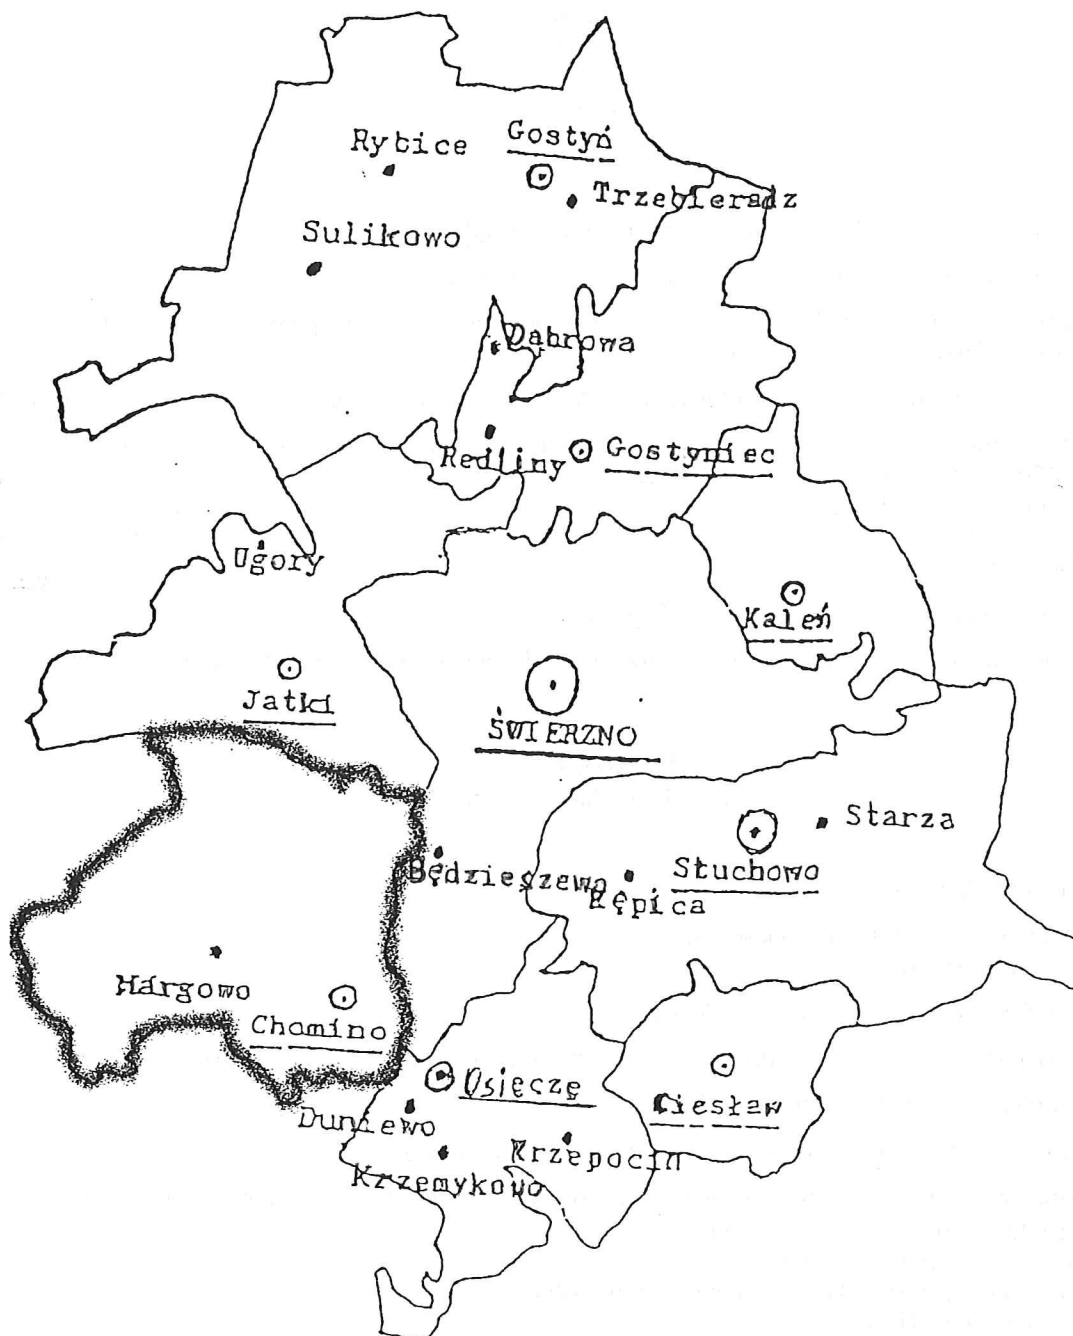 Rybice
Gostyń
Trzebieradz
Sulikowo
Dąbrowa
Redliny
Gostyniec
Ugory
Kaleń
Jatki
ŚWIERZNO
Starza
Stuchowo
Będzieszewo
Kępica
Margowo
Chomino
Osięczę
Ciesław
Duniewo
Krzepocin
Krzemykowo